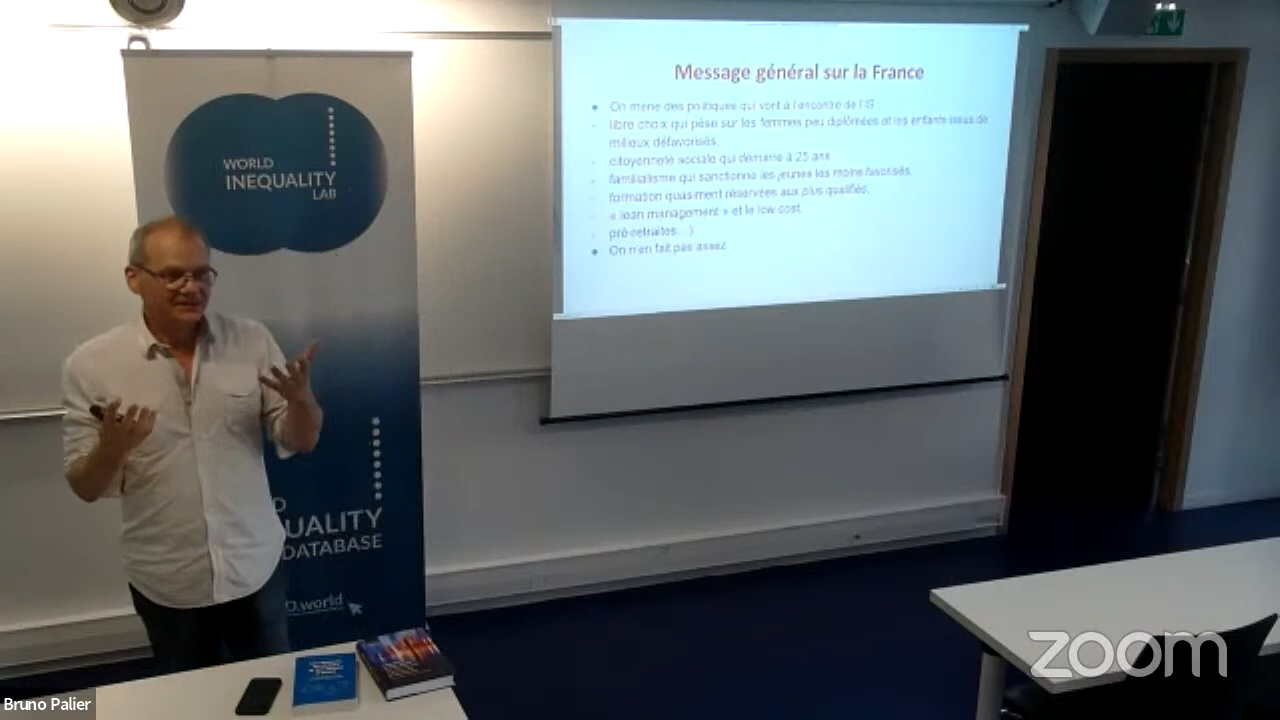 WORLD
INEQUALITY
LAB
Message général sur la France
● On mène des politiques qui vont à l'encontre de l'IS
- libre choix qui pèse sur les femmes peu diplômées et les enfants issus de
milieux défavorisés,
- citoyenneté sociale qui démarre à 25 ans
- familialisme qui sanctionne les jeunes les moins favorisés,
- formation quasiment réservées aux plus qualifiés,
- « lean management » et le low cost,
- pré-retraites…)
● On n'en fait pas assez
D
UALITY
DATABASE
D.world
zoom
Bruno Palier